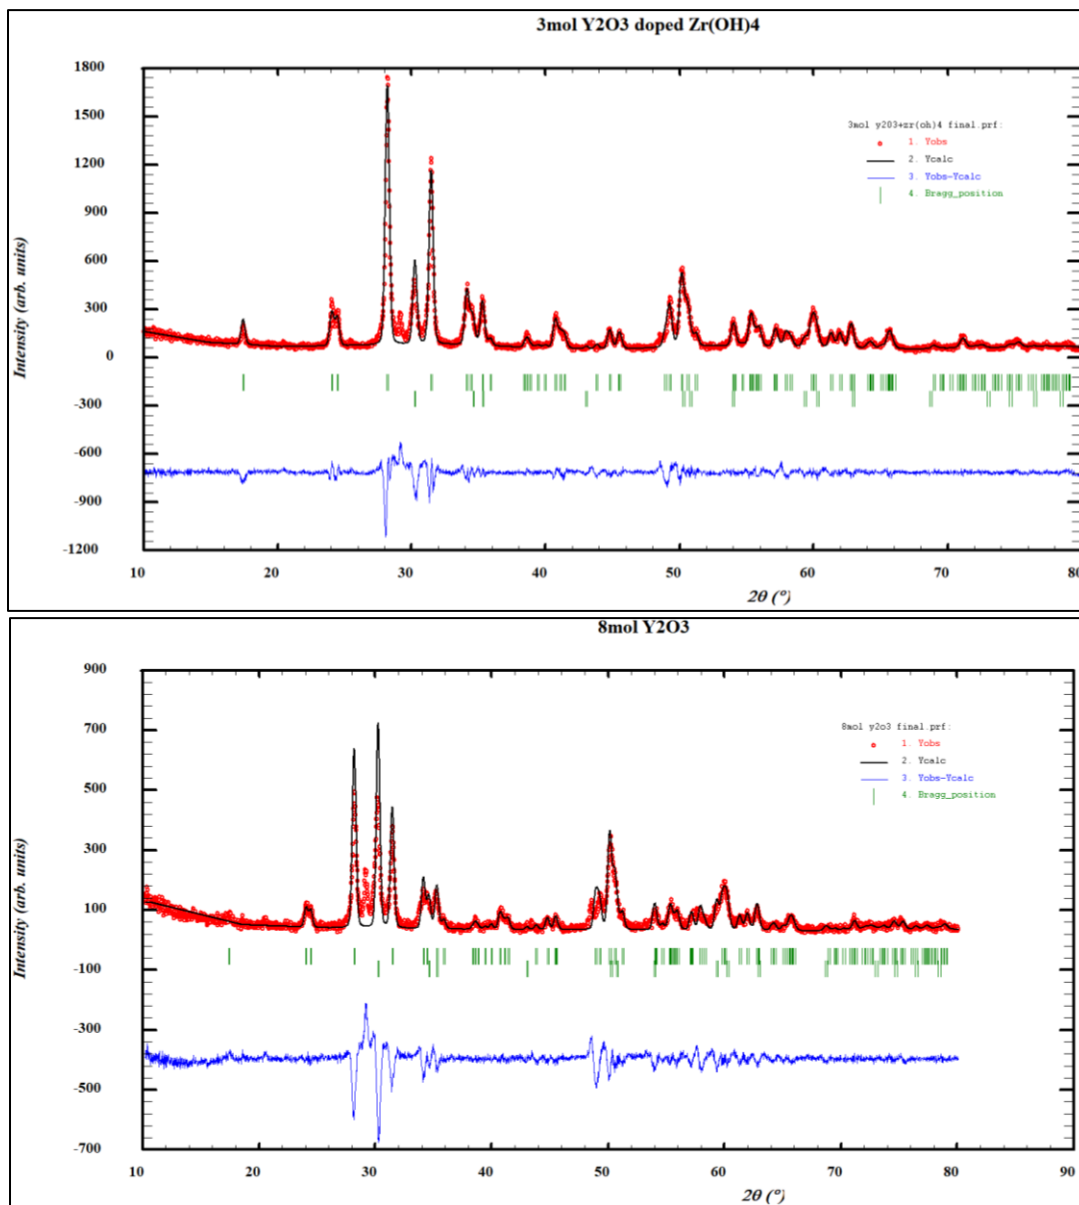 3mol Y2O3 doped Zr(OH)4
1800
1500
1200
900
600
300
0
-300
-600
-900
-1200
Intensity (arb. units)
3mol y2o3+zr(oh)4 final.prf:
1. Yobs
2. Ycalc
3. Yobs-Ycalc
4. Bragg_position
10 20 30 40 50 60 70 80
2θ (°)
8mol Y2O3
900
700
500
300
100
-100
-300
-500
-700
Intensity (arb. units)
8mol y2o3 final.prf:
1. Yobs
2. Ycalc
3. Yobs-Ycalc
4. Bragg_position
10 20 30 40 50 60 70 80 90
2θ (°)